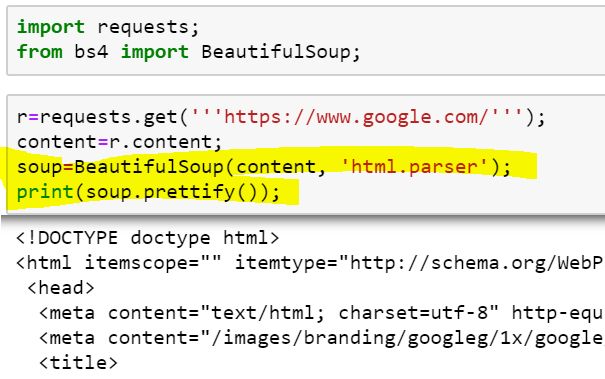 import requests;
from bs4 import BeautifulSoup;
r=requests.get('''https://www.google.com/''');
content=r.content;
soup=BeautifulSoup(content, 'html.parser');
print(soup.prettify());
<!DOCTYPE doctype html>
<html itemscope="" itemtype="http://schema.org/WebP
<head>
<meta content="text/html; charset=utf-8" http-equ
<meta content="/images/branding/googleg/1x/google
<title>